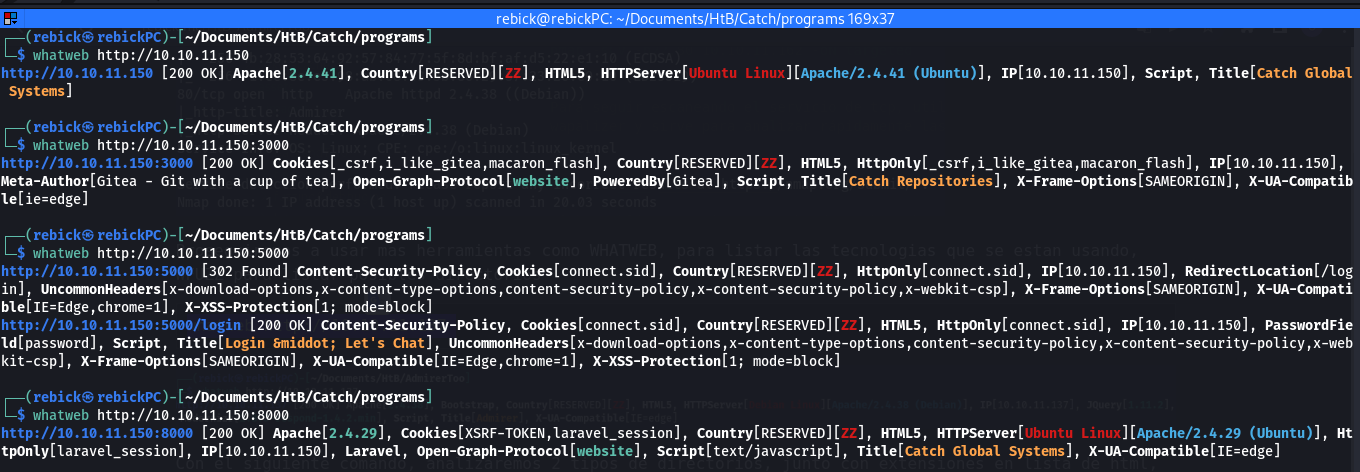 rebick@rebickPC: ~/Documents/HtB/Catch/programs 169x37
┌──(rebick㉿rebickPC)-[~/Documents/HtB/Catch/programs]
└─$ whatweb http://10.10.11.150
http://10.10.11.150 [200 OK] Apache[2.4.41], Country[RESERVED][ZZ], HTML5, HTTPServer[Ubuntu Linux][Apache/2.4.41 (Ubuntu)], IP[10.10.11.150], Script, Title[Catch Global
Systems]
┌──(rebick㉿rebickPC)-[~/Documents/HtB/Catch/programs]
└─$ whatweb http://10.10.11.150:3000
http://10.10.11.150:3000 [200 OK] Cookies[_csrf,i_like_gitea,macaron_flash], Country[RESERVED][ZZ], HTML5, HttpOnly[_csrf,i_like_gitea,macaron_flash], IP[10.10.11.150],
Meta-Author[Gitea - Git with a cup of tea], Open-Graph-Protocol[website], PoweredBy[Gitea], Script, Title[Catch Repositories], X-Frame-Options[SAMEORIGIN], X-UA-Compatib
le[ie=edge]
┌──(rebick㉿rebickPC)-[~/Documents/HtB/Catch/programs]
└─$ whatweb http://10.10.11.150:5000
http://10.10.11.150:5000 [302 Found] Content-Security-Policy, Cookies[connect.sid], Country[RESERVED][ZZ], HttpOnly[connect.sid], IP[10.10.11.150], RedirectLocation[/log
in], UncommonHeaders[x-download-options,x-content-type-options,content-security-policy,x-content-security-policy,x-webkit-csp], X-Frame-Options[SAMEORIGIN], X-UA-Compati
ble[IE=Edge,chrome=1], X-XSS-Protection[1; mode=block]
http://10.10.11.150:5000/login [200 OK] Content-Security-Policy, Cookies[connect.sid], Country[RESERVED][ZZ], HTML5, HttpOnly[connect.sid], IP[10.10.11.150], PasswordFie
ld[password], Script, Title[Login &middot; Let's Chat], UncommonHeaders[x-download-options,x-content-type-options,content-security-policy,x-content-security-policy,x-web
kit-csp], X-Frame-Options[SAMEORIGIN], X-UA-Compatible[IE=Edge,chrome=1], X-XSS-Protection[1; mode=block]
┌──(rebick㉿rebickPC)-[~/Documents/HtB/Catch/programs]
└─$ whatweb http://10.10.11.150:8000
http://10.10.11.150:8000 [200 OK] Apache[2.4.29], Cookies[XSRF-TOKEN,laravel_session], Country[RESERVED][ZZ], HTML5, HTTPServer[Ubuntu Linux][Apache/2.4.29 (Ubuntu)], Ht
tpOnly[laravel_session], IP[10.10.11.150], Laravel, Open-Graph-Protocol[website], Script[text/javascript], Title[Catch Global Systems], X-UA-Compatible[IE=edge]